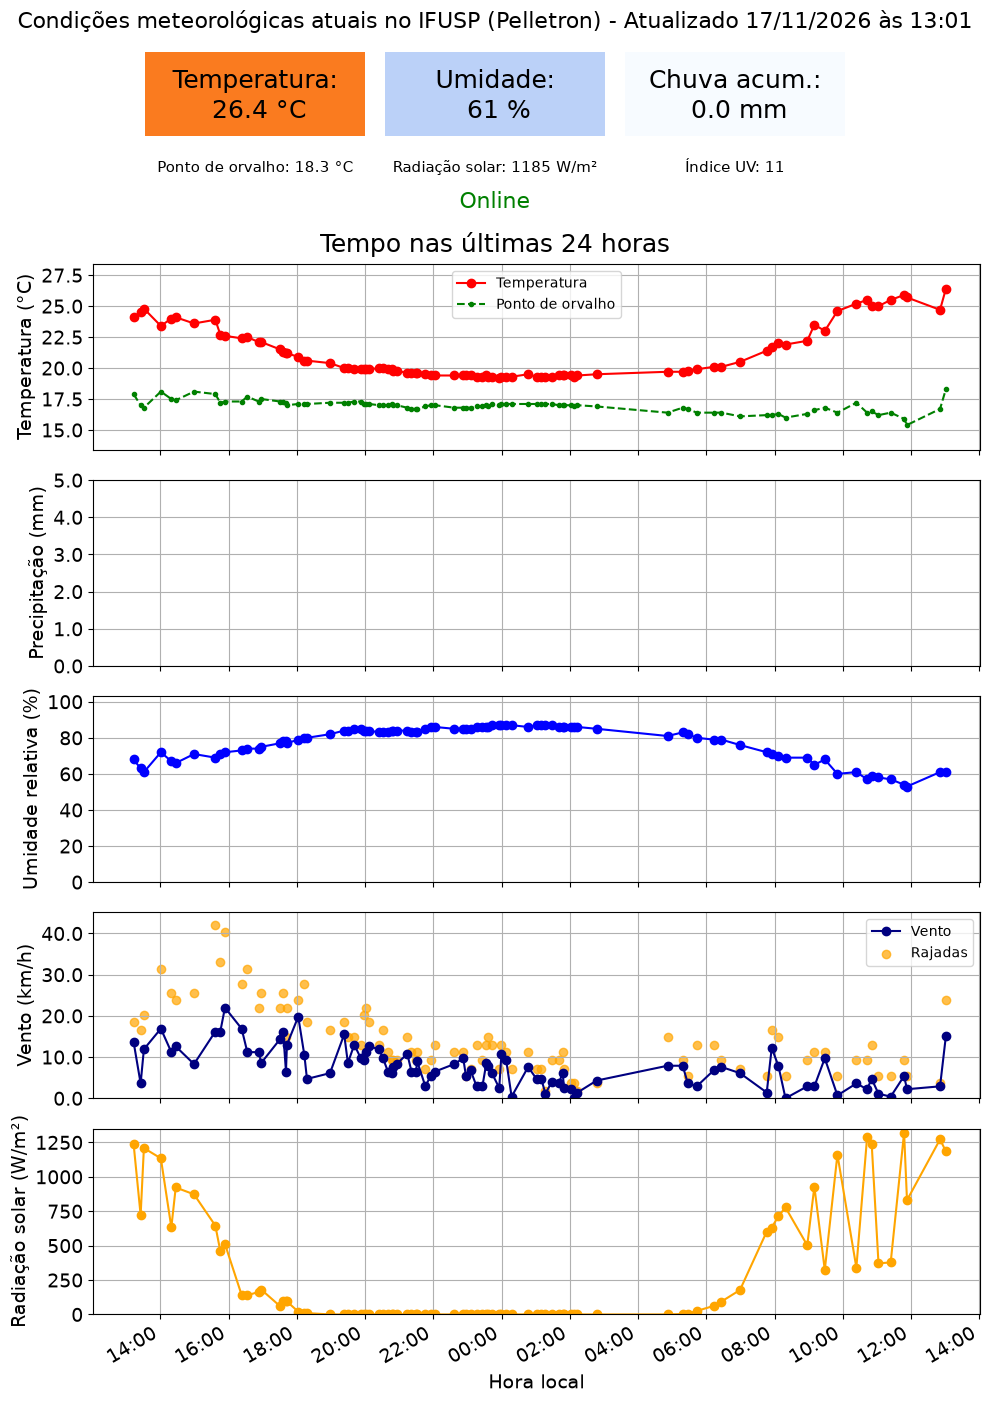 Condições meteorológicas atuais no IFUSP (Pelletron) - Atualizado 17/11/2026 às 13:01
Temperatura:
26.4 °C
Umidade:
61 %
Chuva acum.:
0.0 mm
Ponto de orvalho: 18.3 °C
Radiação solar: 1185 W/m²
Índice UV: 11
Online
Tempo nas últimas 24 horas
Temperatura (°C)
27.5
25.0
22.5
20.0
17.5
15.0
Temperatura
Ponto de orvalho
Precipitação (mm)
5.0
4.0
3.0
2.0
1.0
0.0
Umidade relativa (%)
100
80
60
40
20
0
Vento (km/h)
40.0
30.0
20.0
10.0
0.0
Vento
Rajadas
Radiação solar (W/m²)
1250
1000
750
500
250
0
14:00
16:00
18:00
20:00
22:00
00:00
02:00
04:00
06:00
08:00
10:00
12:00
14:00
Hora local